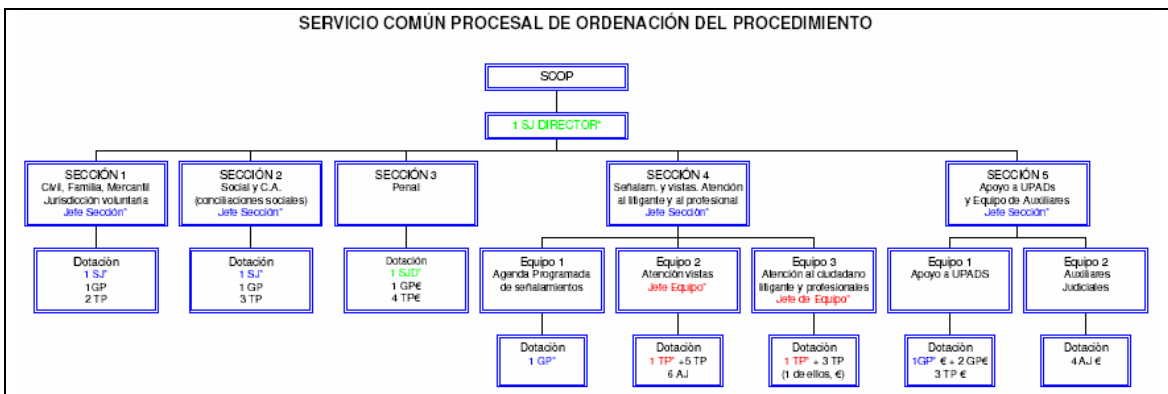 SERVICIO COMÚN PROCESAL DE ORDENACIÓN DEL PROCEDIMIENTO
SCOP
1 SJ DIRECTOR*
SECCIÓN 1
Civil, Familia, Mercantil
Jurisdicción voluntaria
Jefe Sección*
SECCIÓN 2
Social y C.A.
(conciliaciones sociales)
Jefe Sección*
SECCIÓN 3
Penal
SECCIÓN 4
Señalam. y vistas. Atención
al litigante y al profesional
Jefe Sección*
SECCIÓN 5
Apoyo a UPADs
y Equipo de Auxiliares
Jefe Sección*
Dotación
1 SJ*
1GP
2 TP
Dotación
1 SJ*
1 GP
3 TP
Dotación
1 SJD*
1 GP€
4 TP€
Equipo 1
Agenda Programada
de señalamientos
Equipo 2
Atención vistas
Jefe Equipo*
Equipo 3
Atención al ciudadano
litigante y profesionales
Jefe de Equipo*
Equipo 1
Apoyo a UPADS
Equipo 2
Auxiliares
Judiciales
Dotación
1 GP*
Dotación
1 TP* +5 TP
6 AJ
Dotación
1 TP* + 3 TP
(1 de ellos, €)
Dotación
1GP* € + 2 GP€
3 TP €
Dotación
4 AJ €